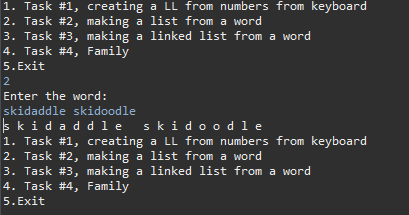 1. Task #1, creating a LL from numbers from keyboard
2. Task #2, making a list from a word
3. Task #3, making a linked list from a word
4. Task #4, Family
5.Exit
2
Enter the word:
skidaddle skidoodle
s k i d a d d l e   s k i d o o d l e
1. Task #1, creating a LL from numbers from keyboard
2. Task #2, making a list from a word
3. Task #3, making a linked list from a word
4. Task #4, Family
5.Exit